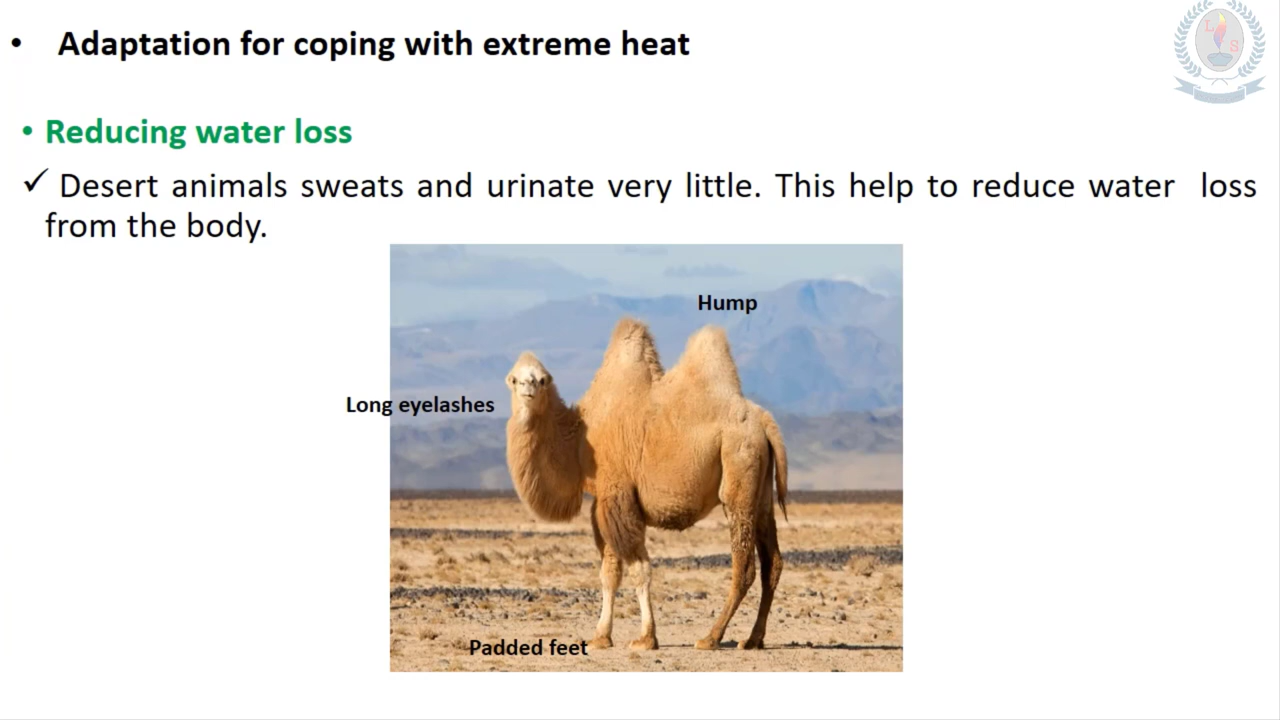 • Adaptation for coping with extreme heat
L
S
• Reducing water loss
✓ Desert animals sweats and urinate very little. This help to reduce water loss
from the body.
Hump
Long eyelashes
Padded feet